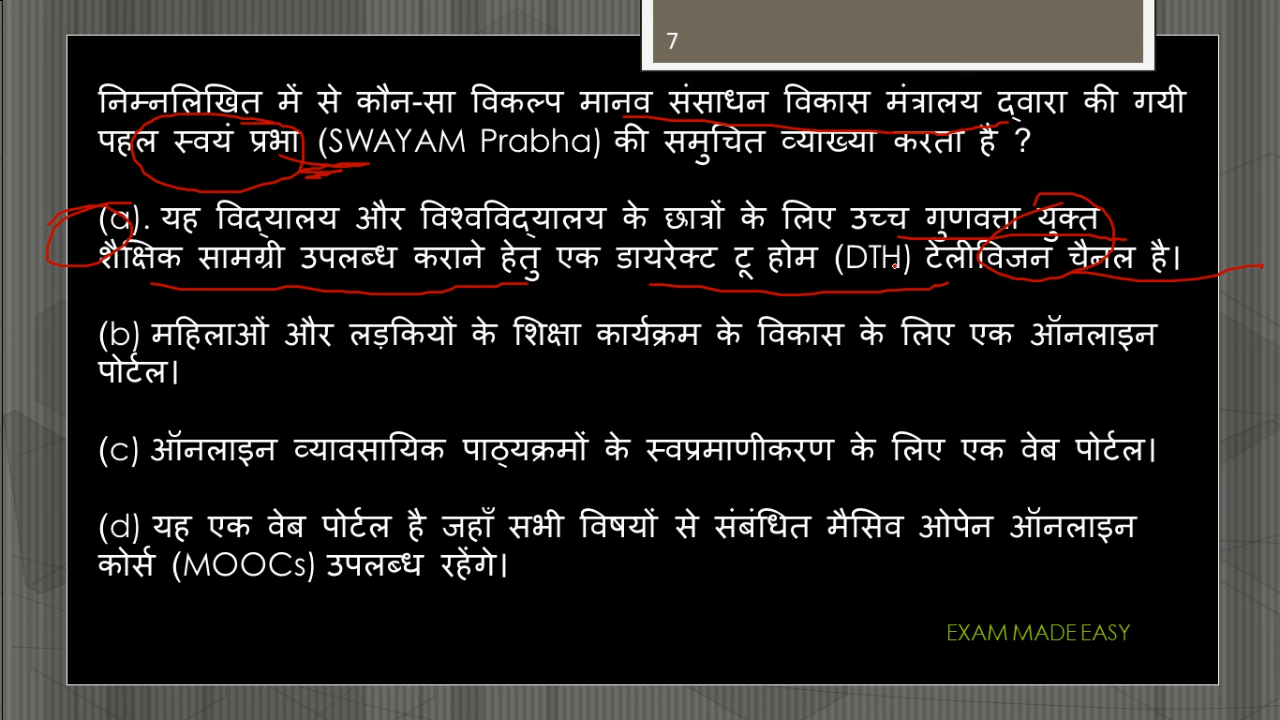 7
निम्नलिखित में से कौन-सा विकल्प मानव संसाधन विकास मंत्रालय द्वारा की गयी
पहल स्वयं प्रभा (SWAYAM Prabha) की समुचित व्याख्या करता है ?
(a). यह विद्यालय और विश्वविद्यालय के छात्रों के लिए उच्च गुणवत्ता युक्त
शैक्षिक सामग्री उपलब्ध कराने हेतु एक डायरेक्ट टू होम (DTH) टेलीविजन चैनल है।
(b) महिलाओं और लड़कियों के शिक्षा कार्यक्रम के विकास के लिए एक ऑनलाइन
पोर्टल।
(c) ऑनलाइन व्यावसायिक पाठ्यक्रमों के स्वप्रमाणीकरण के लिए एक वेब पोर्टल।
(d) यह एक वेब पोर्टल है जहाँ सभी विषयों से संबंधित मैसिव ओपेन ऑनलाइन
कोर्स (MOOCs) उपलब्ध रहेंगे।
EXAM MADE EASY